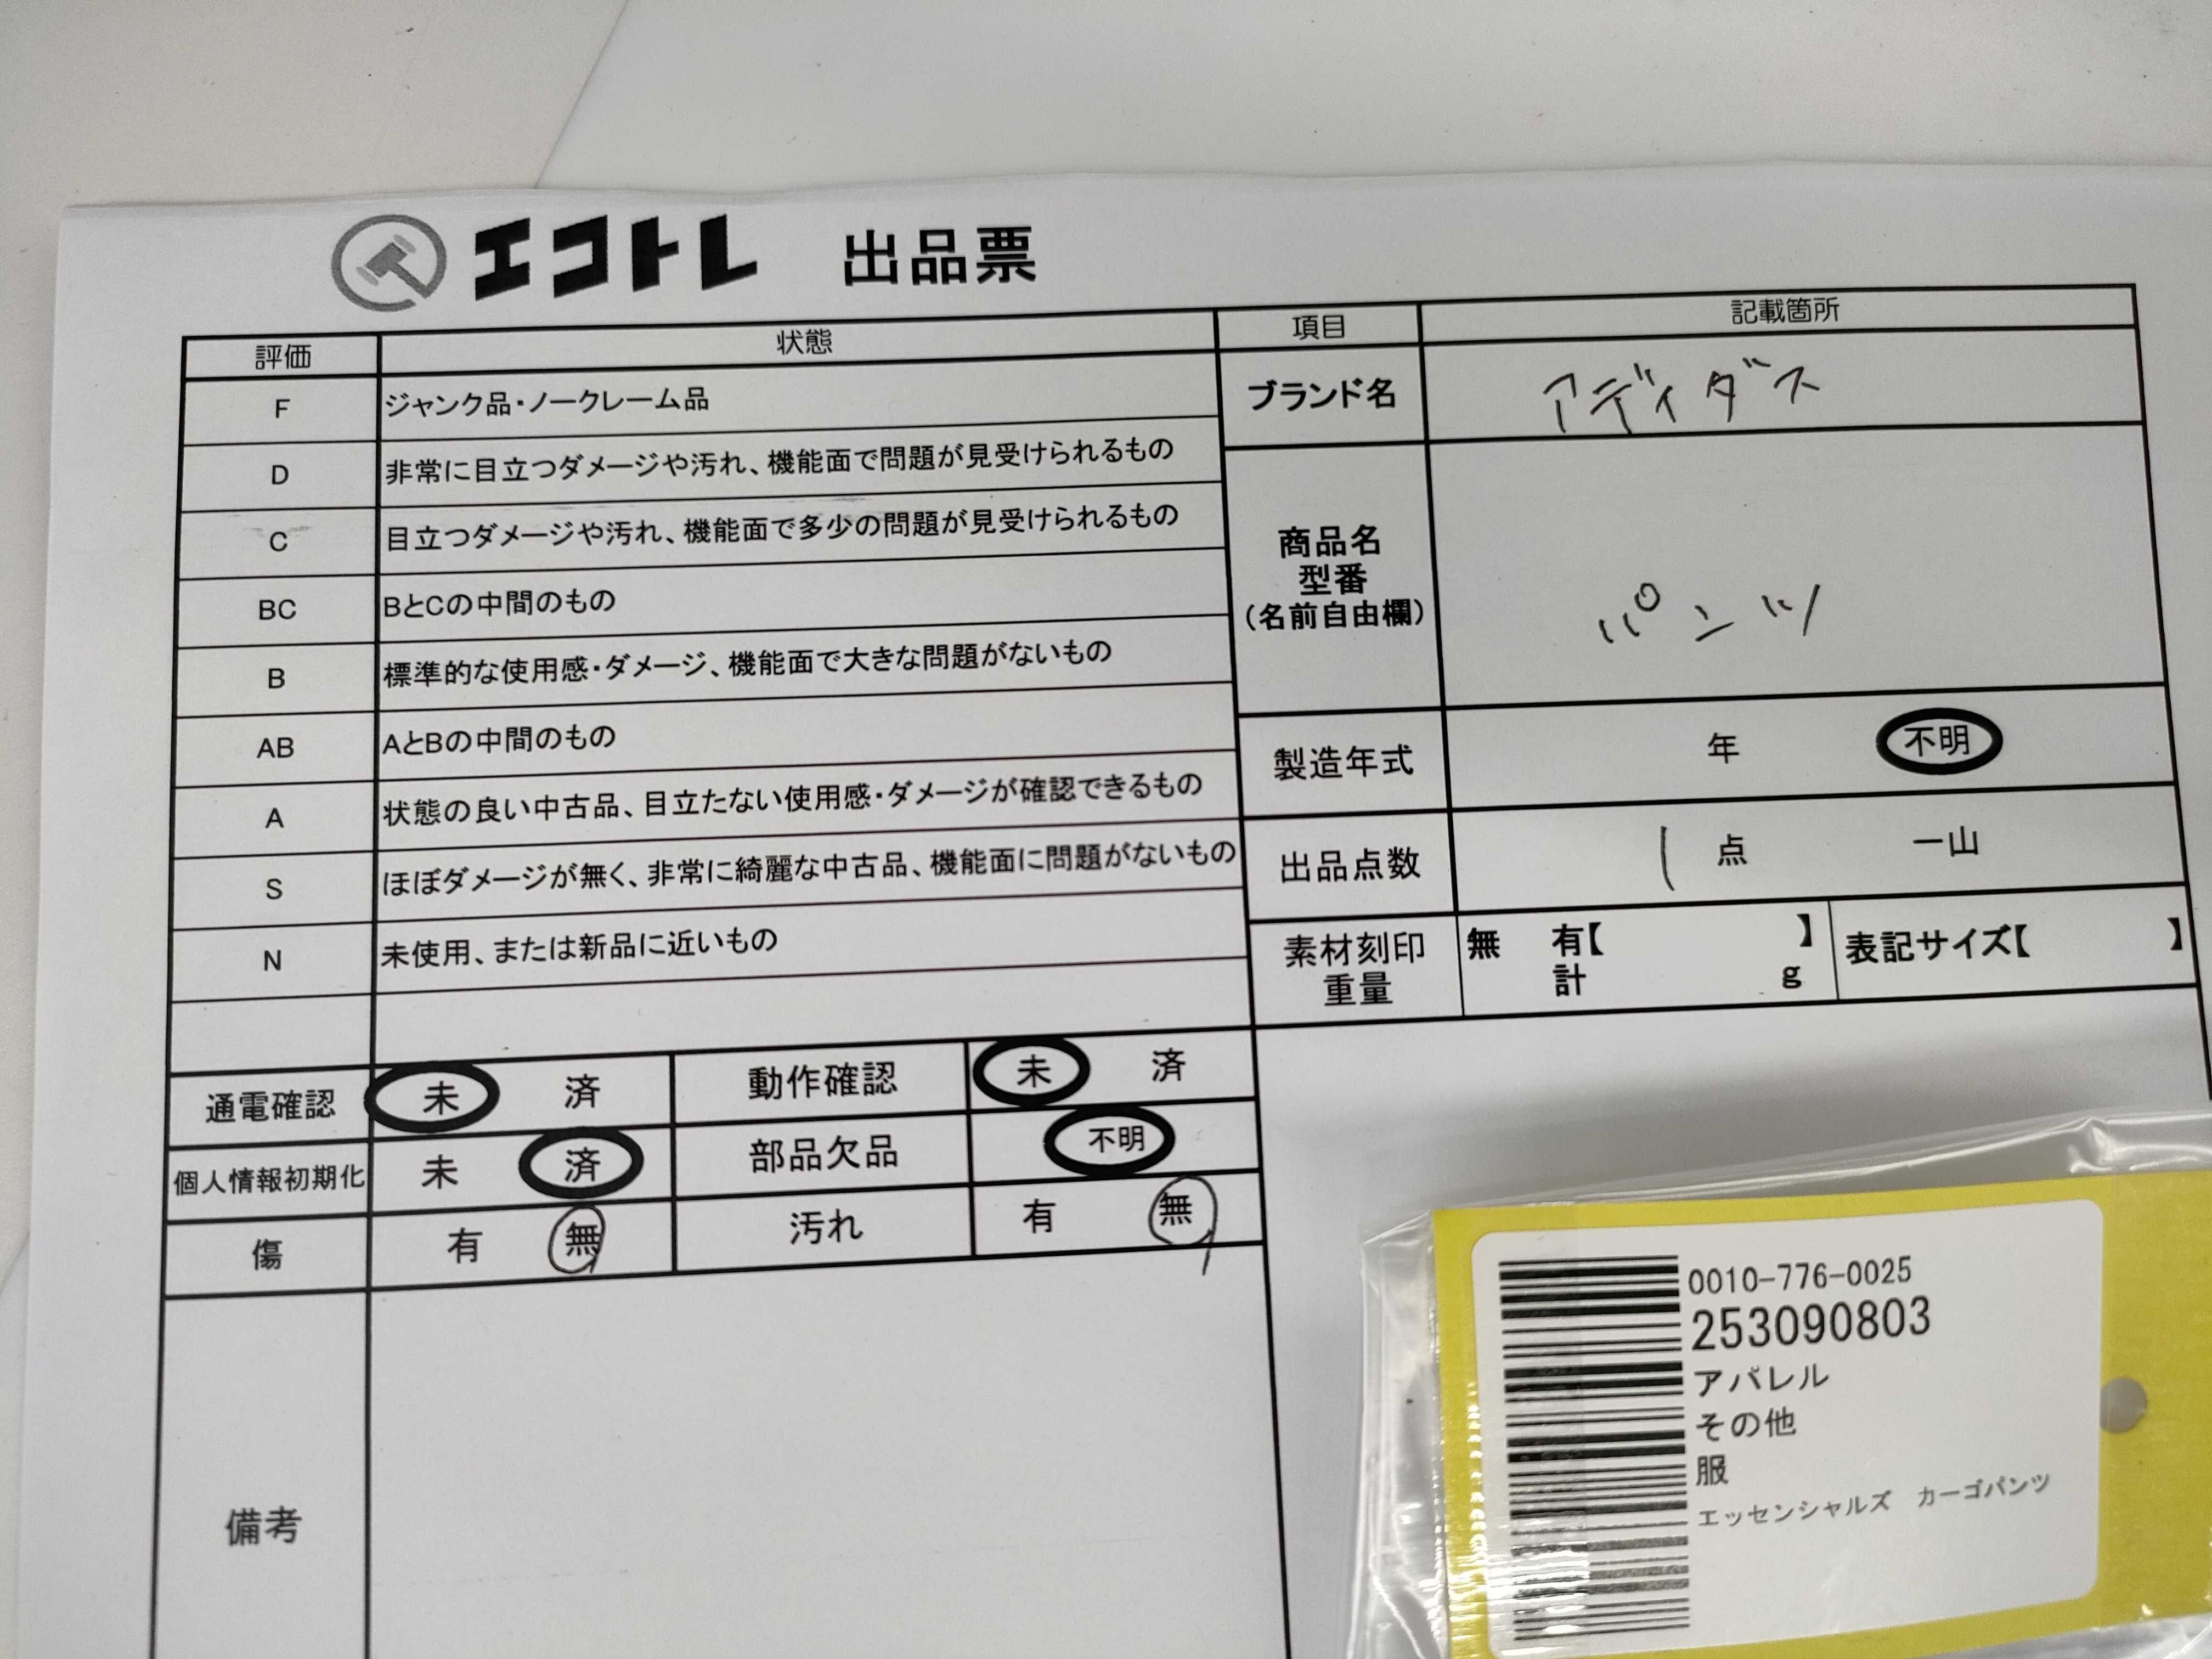 エコトレ 出品票
評価 状態 項目 記載箇所
F ジャンク品・ノークレーム品
D 非常に目立つダメージや汚れ、機能面で問題が見受けられるもの
C 目立つダメージや汚れ、機能面で多少の問題が見受けられるもの
BC BとCの中間のもの
B 標準的な使用感・ダメージ、機能面で大きな問題がないもの
AB AとBの中間のもの
A 状態の良い中古品、目立たない使用感・ダメージが確認できるもの
S ほぼダメージが無く、非常に綺麗な中古品、機能面に問題がないもの
N 未使用、または新品に近いもの
ブランド名 アディダス
商品名
型番
(名前自由欄)
パンツ
製造年式 年 不明
出品点数 1 点 一山
素材刻印 無 有【 】 表記サイズ【 】
重量 計 g
通電確認 未 済 動作確認 未 済
個人情報初期化 未 済 部品欠品 不明
傷 有 無 汚れ 有 無
備考
0010-776-0025
253090803
アパレル
その他
服
エッセンシャルズ カーゴパンツ